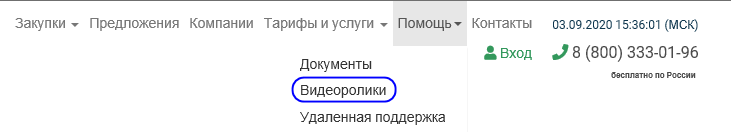 Закупки Предложения Компании Тарифы и услуги Помощь Контакты 03.09.2020 15:36:01 (МСК)
Вход 8 (800) 333-01-96
бесплатно по России
Документы
Видеоролики
Удаленная поддержка